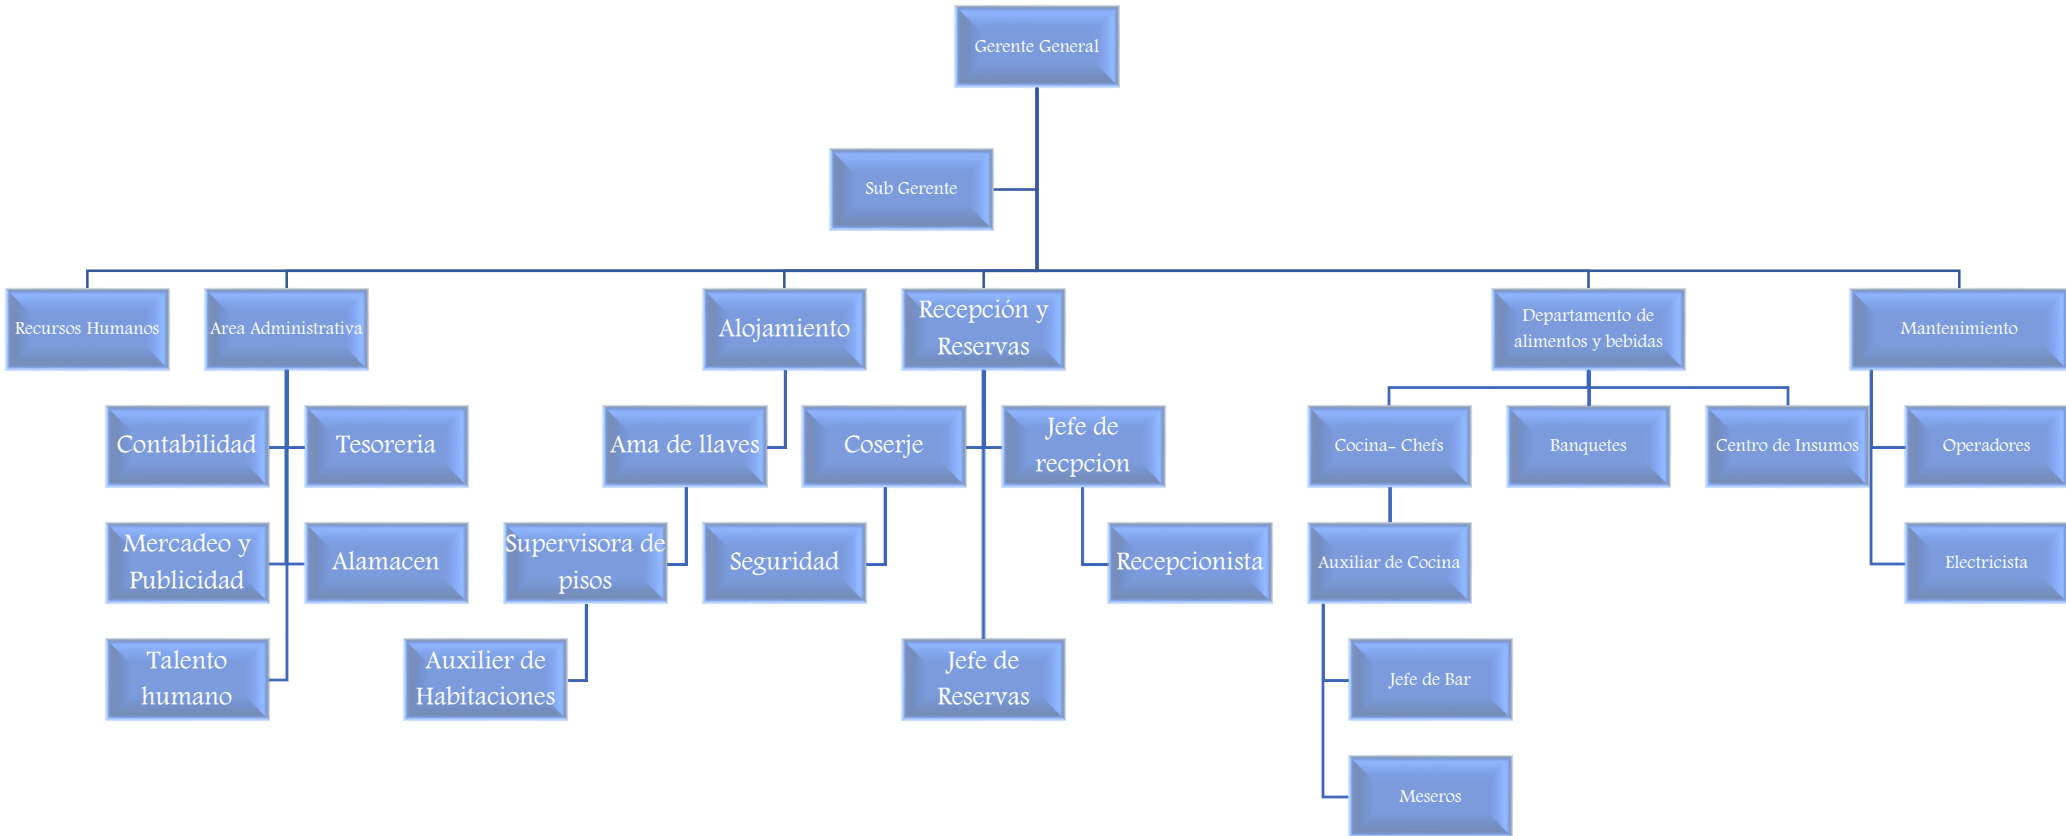 Gerente General
Sub Gerente
Recursos Humanos
Area Administrativa
Alojamiento
Recepción y
Reservas
Departamento de
alimentos y bebidas
Mantenimiento
Contabilidad
Tesoreria
Ama de llaves
Coserje
Jefe de
recpcion
Cocina- Chefs
Banquetes
Centro de Insumos
Operadores
Mercadeo y
Publicidad
Alamacen
Supervisora de
pisos
Seguridad
Recepcionista
Auxiliar de Cocina
Electricista
Talento
humano
Auxilier de
Habitaciones
Jefe de
Reservas
Jefe de Bar
Meseros